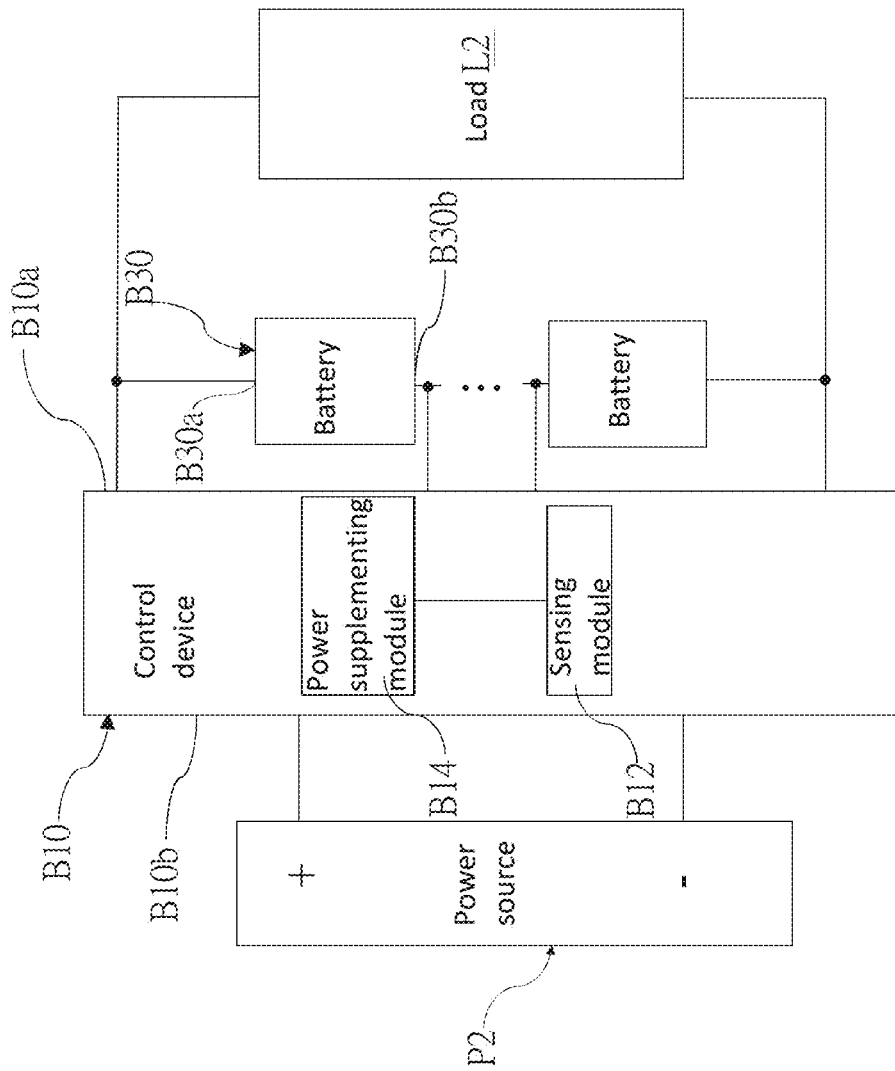 B10a
B30
B30a
B30b
Battery
Battery
Load L2
Control
device
Power
supplementing
module
Sensing
module
B10
B10b
B14
B12
+
Power
source
-
P2